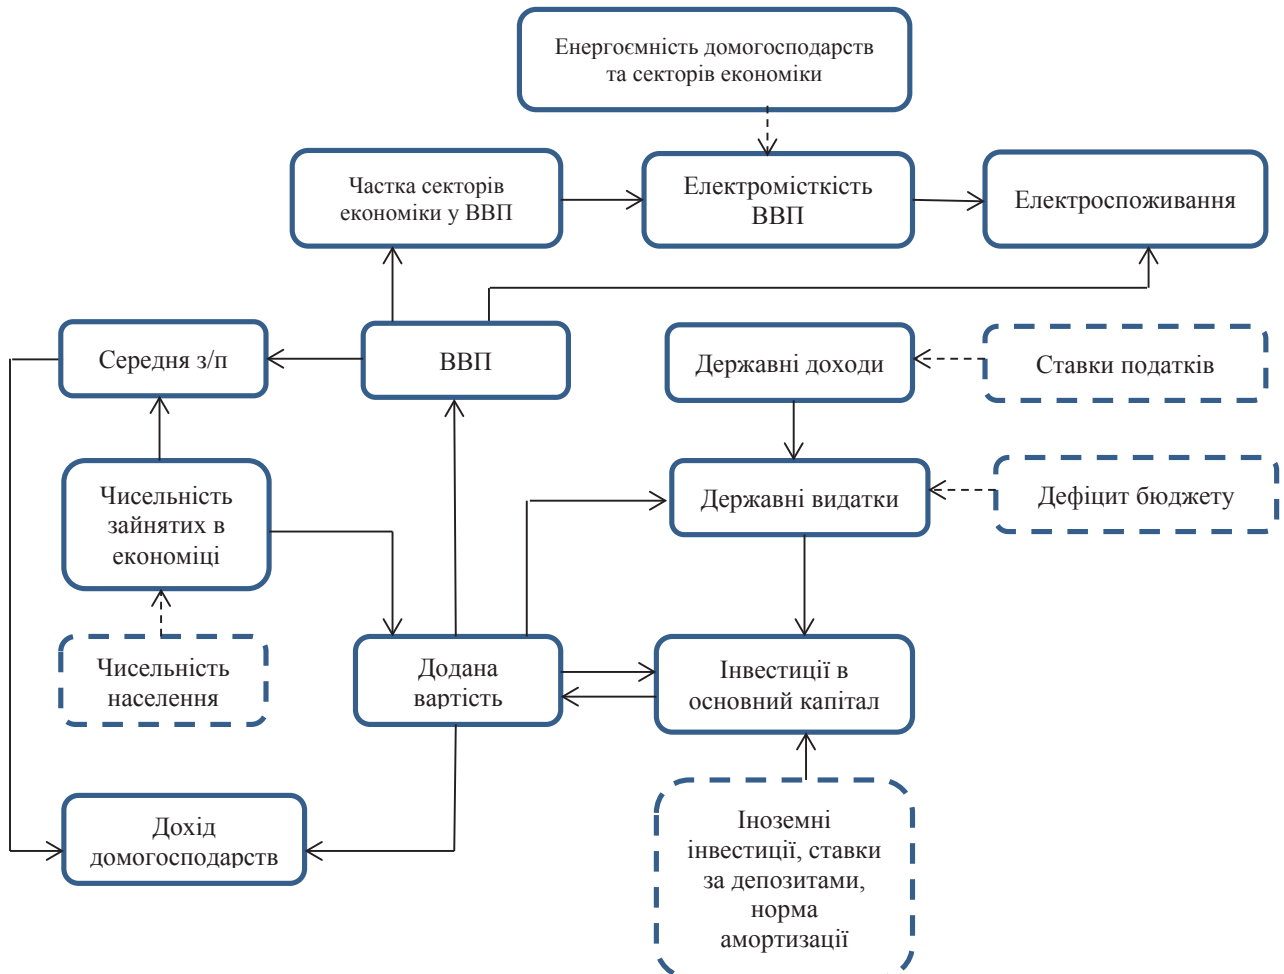 Енергоємність домогосподарств
та секторів економіки
Частка секторів
економіки у ВВП
Електромісткість
ВВП
Електроспоживання
Середня з/п
ВВП
Державні доходи
Ставки податків
Чисельність
зайнятих в
економіці
Державні видатки
Дефіцит бюджету
Чисельність
населення
Додана
вартість
Інвестиції в
основний капітал
Дохід
домогосподарств
Іноземні
інвестиції, ставки
за депозитами,
норма
амортизації